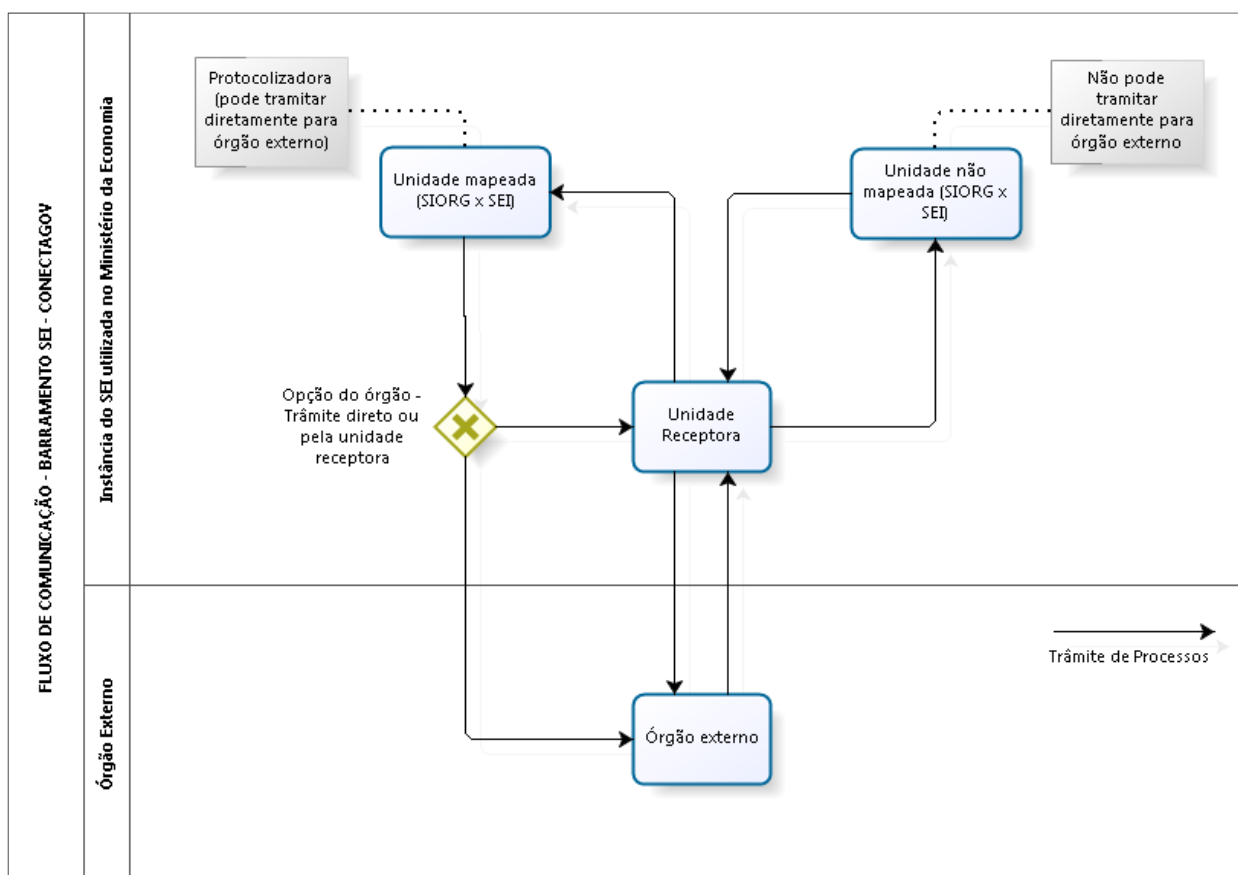 FLUXO DE COMUNICAÇÃO - BARRAMENTO SEI - CONECTAGOV
Instância do SEI utilizada no Ministério da Economia
Protocolizadora
(pode tramitar
diretamente para
órgão externo)
Não pode
tramitar
diretamente para
órgão externo
Unidade mapeada
(SIORG x SEI)
Unidade não
mapeada (SIORG x
SEI)
Opção do órgão -
Trâmite direto ou
pela unidade
receptora
Unidade
Receptora
Órgão Externo
Trâmite de Processos
Órgão externo